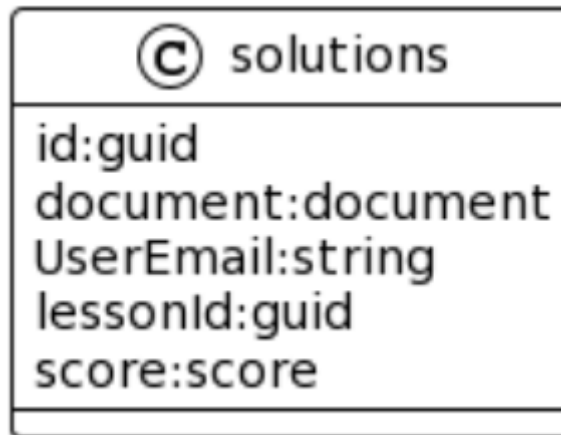 C solutions
id:guid
document:document
UserEmail:string
lessonId:guid
score:score